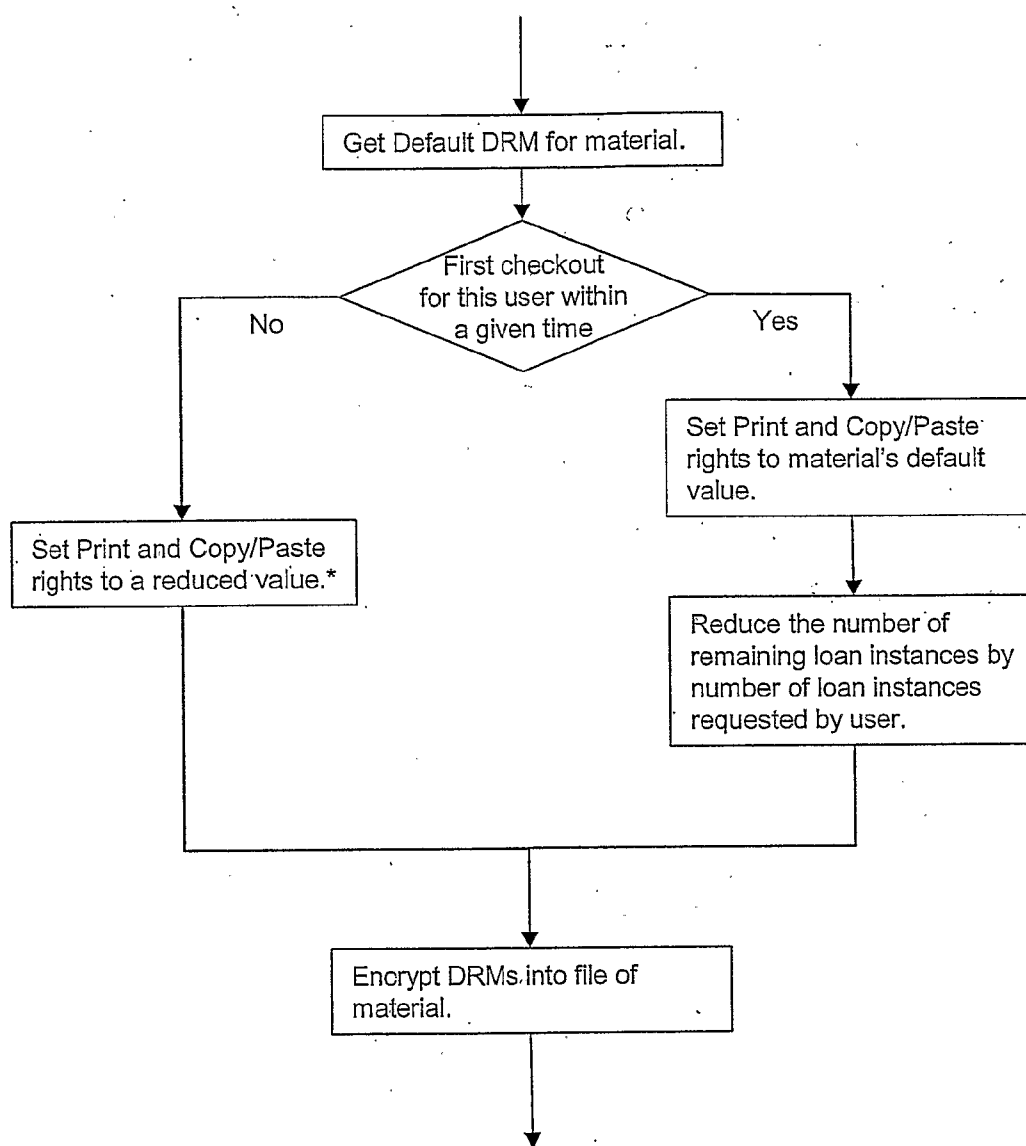 Get Default DRM for material.
First checkout
for this user within
a given time
No
Yes
Set Print and Copy/Paste
rights to material's default
value.
Set Print and Copy/Paste
rights to a reduced value.*
Reduce the number of
remaining loan instances by
number of loan instances
requested by user.
Encrypt DRMs into file of
material.